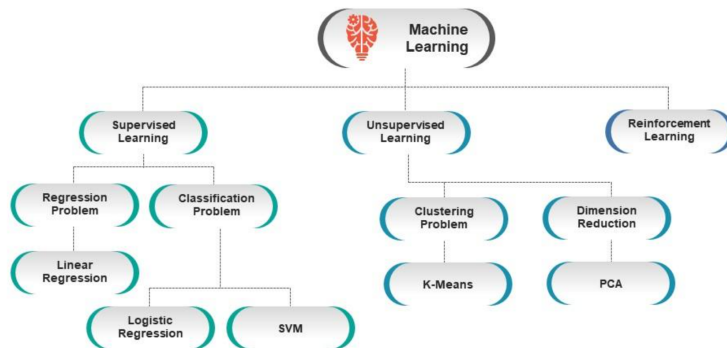 Machine
Learning
Supervised
Learning
Unsupervised
Learning
Reinforcement
Learning
Regression
Problem
Classification
Problem
Clustering
Problem
Dimension
Reduction
Linear
Regression
K-Means
PCA
Logistic
Regression
SVM